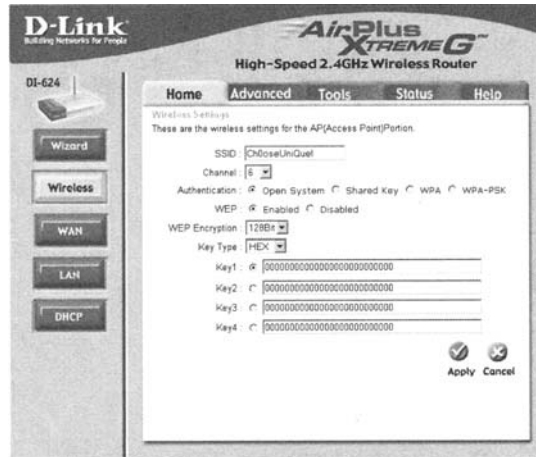 D-Link
Building Networks for People
AirPlus
XTREME G™
High-Speed 2.4GHz Wireless Router
DI-624
Home Advanced Tools Status Help
Wireless Settings
These are the wireless settings for the AP(Access Point)Portion.
Wizard
Wireless
WAN
LAN
DHCP
SSID : Ch0oseUniQue!
Channel : 6
Authentication : Open System Shared Key WPA WPA-PSK
WEP : Enabled Disabled
WEP Encryption : 128Bit
Key Type : HEX
Key1 : 00000000000000000000000000
Key2 : 00000000000000000000000000
Key3 : 00000000000000000000000000
Key4 : 00000000000000000000000000
Apply Cancel